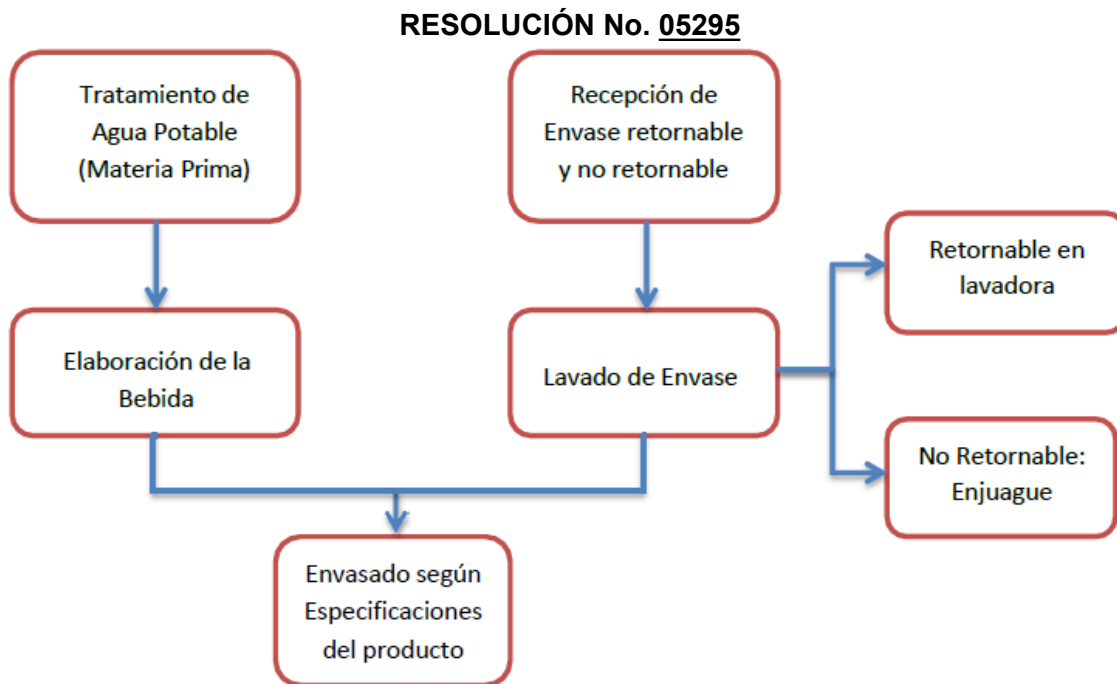 RESOLUCIÓN No. 05295
Tratamiento de
Agua Potable
(Materia Prima)
Recepción de
Envase retornable
y no retornable
Retornable en
lavadora
Elaboración de la
Bebida
Lavado de Envase
No Retornable:
Enjuague
Envasado según
Especificaciones
del producto